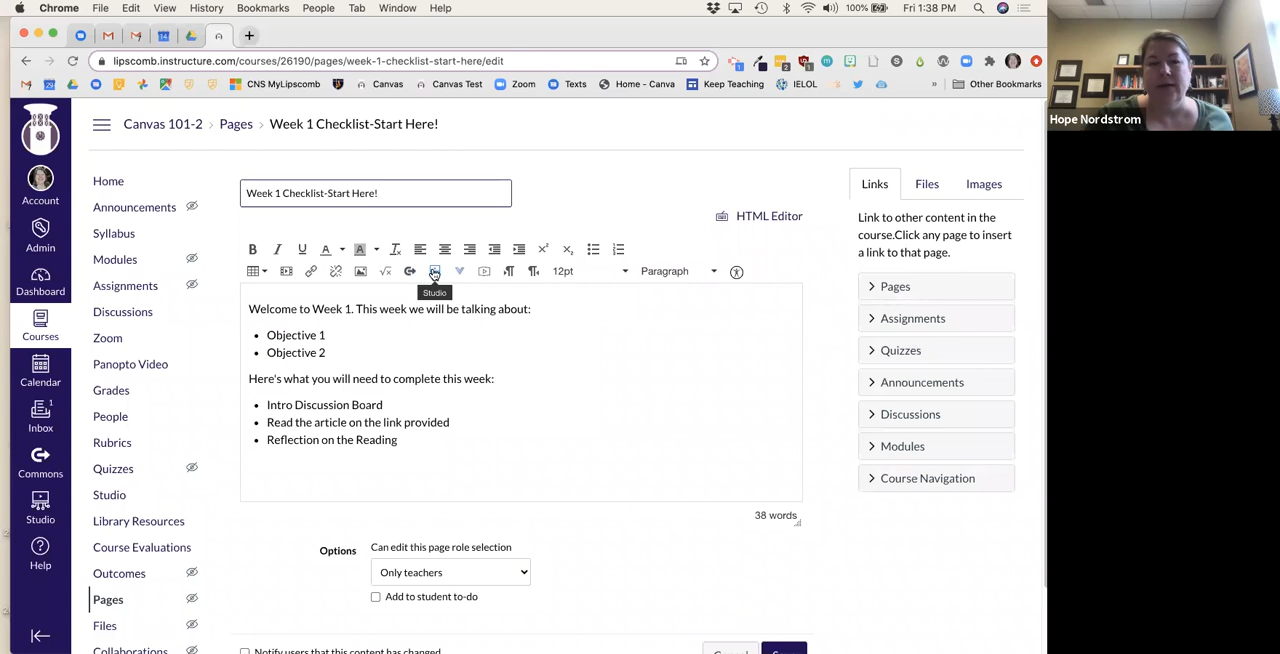 Chrome File Edit View History Bookmarks People Tab Window Help
100% Fri 1:38 PM
lipscomb.instructure.com/courses/26190/pages/week-1-checklist-start-here/edit
CNS MyLipscomb Canvas Canvas Test Zoom Texts Home - Canva Keep Teaching IELOL » Other Bookmarks
Hope Nordstrom
Canvas 101-2 > Pages > Week 1 Checklist-Start Here!
Account
Admin
Dashboard
Courses
Calendar
Inbox
1
Commons
Studio
Help
Home
Announcements
Syllabus
Modules
Assignments
Discussions
Zoom
Panopto Video
Grades
People
Rubrics
Quizzes
Studio
Library Resources
Course Evaluations
Outcomes
Pages
Files
Collaborations
Week 1 Checklist-Start Here!
HTML Editor
12pt Paragraph
Studio
Welcome to Week 1. This week we will be talking about:
• Objective 1
• Objective 2
Here's what you will need to complete this week:
• Intro Discussion Board
• Read the article on the link provided
• Reflection on the Reading
38 words
Options
Can edit this page role selection
Only teachers
Add to student to-do
Notify users that this content has changed
Links Files Images
Link to other content in the
course.Click any page to insert
a link to that page.
Pages
Assignments
Quizzes
Announcements
Discussions
Modules
Course Navigation